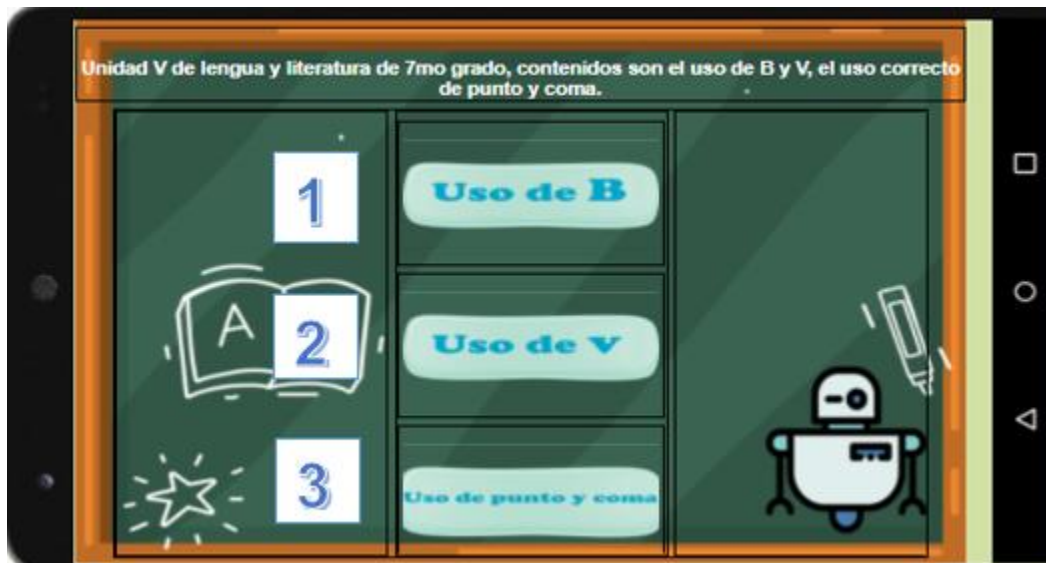 Unidad V de lengua y literatura de 7mo grado, contenidos son el uso de B y V, el uso correcto
de punto y coma.
1
Uso de B
A
2
Uso de v
3
Uso de punto y coma